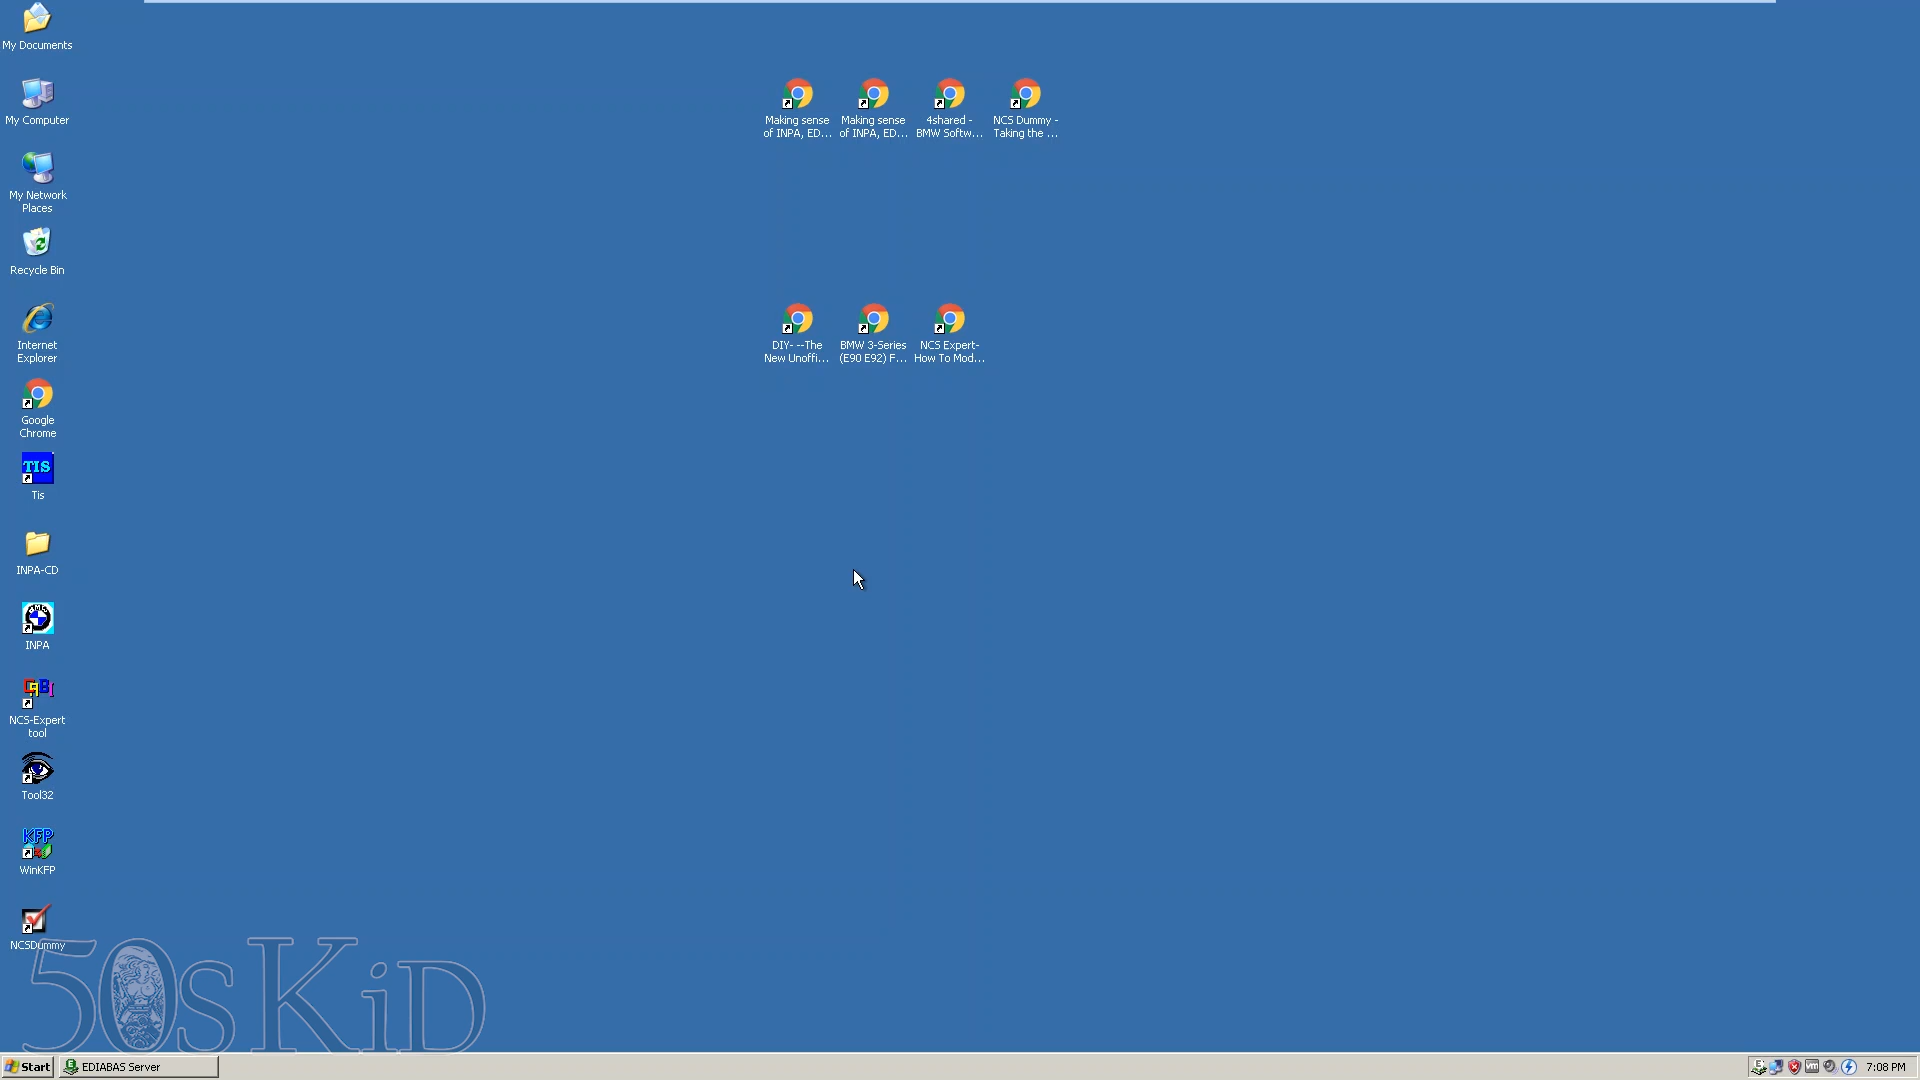 My Documents
My Computer
My Network
Places
Recycle Bin
Internet
Explorer
Google
Chrome
TIS
Tis
INPA-CD
INPA
NCS-Expert
tool
Tool32
KFP
WinKFP
NCSDummy
Making sense
of INPA, ED...
Making sense
of INPA, ED...
4shared -
BMW Softw...
NCS Dummy -
Taking the ...
DIY- --The
New Unoffi...
BMW 3-Series
(E90 E92) F...
NCS Expert-
How To Mod...
50sKiD
Start
EDIABAS Server
vm
7:08 PM